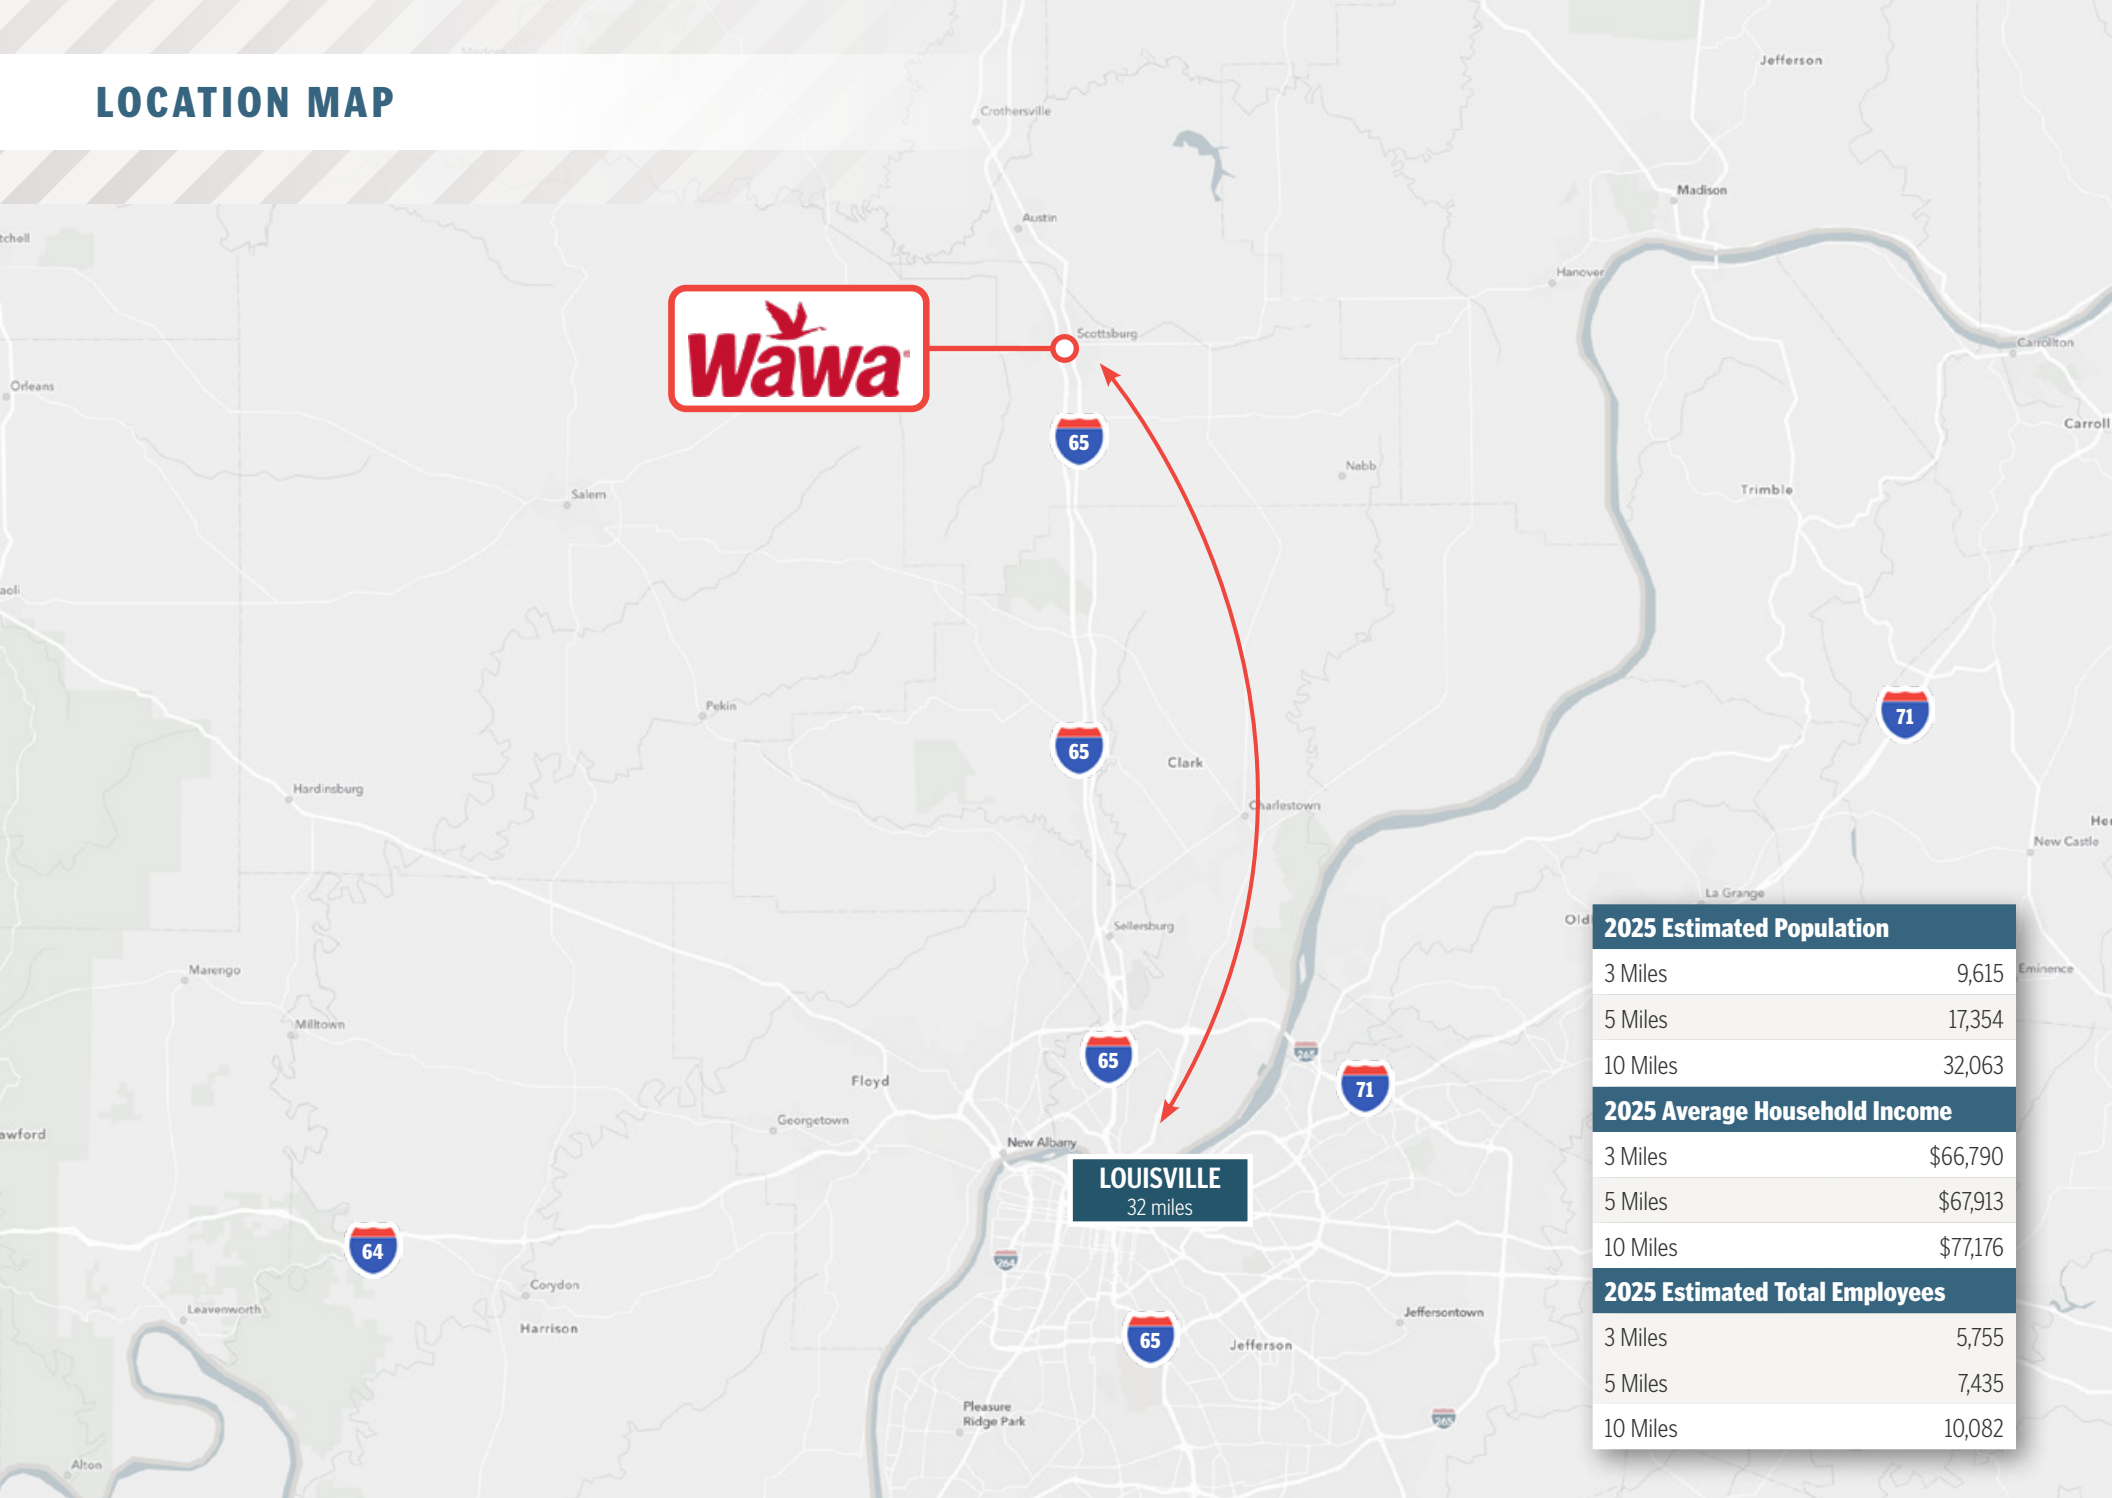 LOCATION MAP
Jefferson
Crothersville
Madison
Austin
Hanover
Wawa
Scottsburg
Carrollton
Orleans
Carroll
65
Nabb
Trimble
Salem
Pekin
71
65
Clark
Hardinsburg
Charlestown
New Castle
La Grange
Sellersburg
Marengo
Eminence
Milltown
265
65
71
Floyd
Georgetown
New Albany
LOUISVILLE
32 miles
64
264
Corydon
Leavenworth
Harrison
65
Jefferson
Jeffersontown
Pleasure
Ridge Park
265
Alton
2025 Estimated Population
3 Miles 9,615
5 Miles 17,354
10 Miles 32,063
2025 Average Household Income
3 Miles $66,790
5 Miles $67,913
10 Miles $77,176
2025 Estimated Total Employees
3 Miles 5,755
5 Miles 7,435
10 Miles 10,082